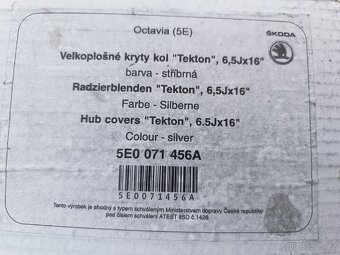 Octavia (5E)
ŠKODA
Velkoplošné kryty kol "Tekton", 6,5Jx16"
barva - stříbrná
Radzierblenden "Tekton", 6,5Jx16"
Farbe - Silberne
Hub covers "Tekton", 6.5Jx16"
Colour - silver
5E0 071 456A
5E0071456A
Tento výrobek je shodný s typem schváleným Ministerstvem dopravy České republiky
pod číslem schválení ATEST 8SD č.1426